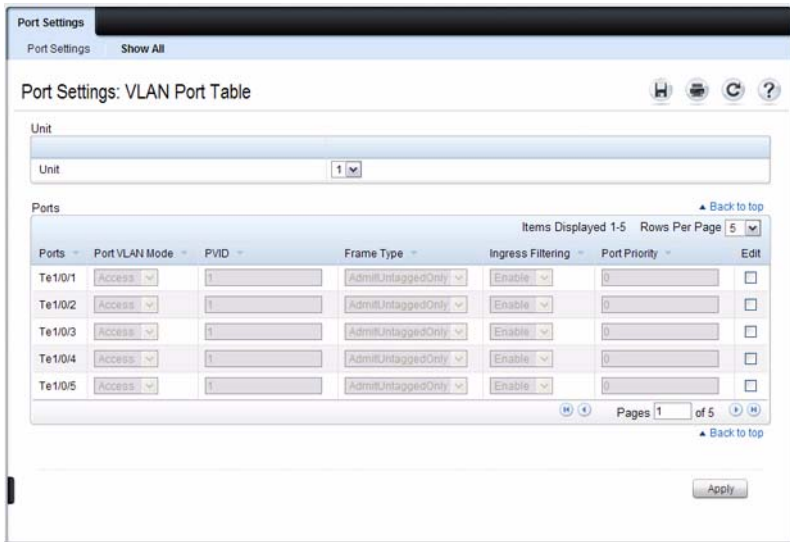 Port Settings
Port Settings Show All
Port Settings: VLAN Port Table
Unit
Unit 1
Ports
Back to top
Items Displayed 1-5 Rows Per Page 5
Ports Port VLAN Mode PVID Frame Type Ingress Filtering Port Priority Edit
Te1/0/1 Access 1 AdmitUntaggedOnly Enable 0
Te1/0/2 Access 1 AdmitUntaggedOnly Enable 0
Te1/0/3 Access 1 AdmitUntaggedOnly Enable 0
Te1/0/4 Access 1 AdmitUntaggedOnly Enable 0
Te1/0/5 Access 1 AdmitUntaggedOnly Enable 0
Pages 1 of 5
Back to top
Apply